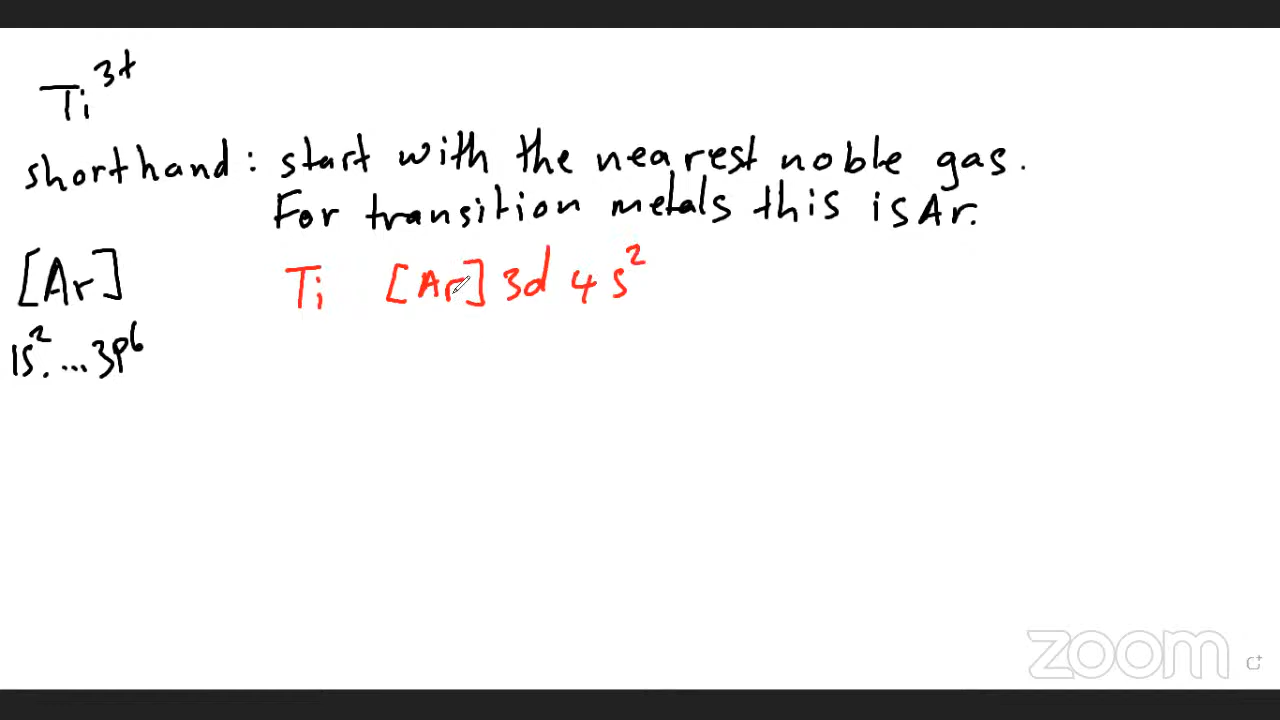 Ti³⁺
shorthand: start with the nearest noble gas.
For transition metals this is Ar.
[Ar] Ti [Ar] 3d 4s²
1s². ...3p⁶
zoom